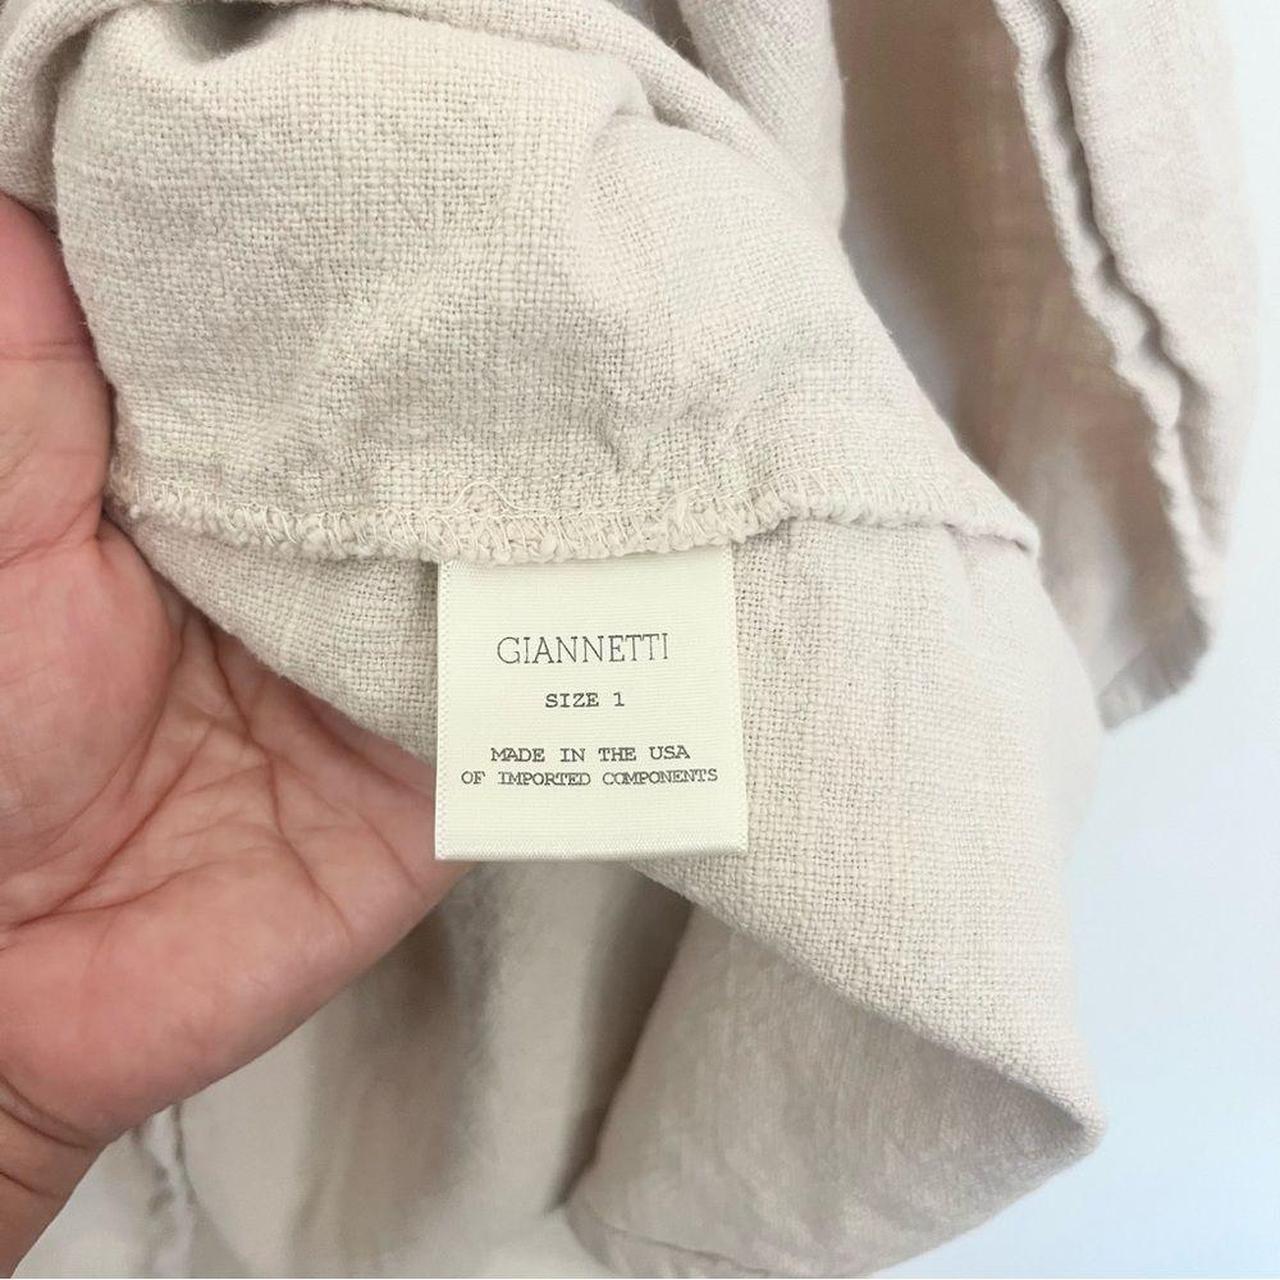 GIANNETTI
SIZE 1
MADE IN THE USA
OF IMPORTED COMPONENTS